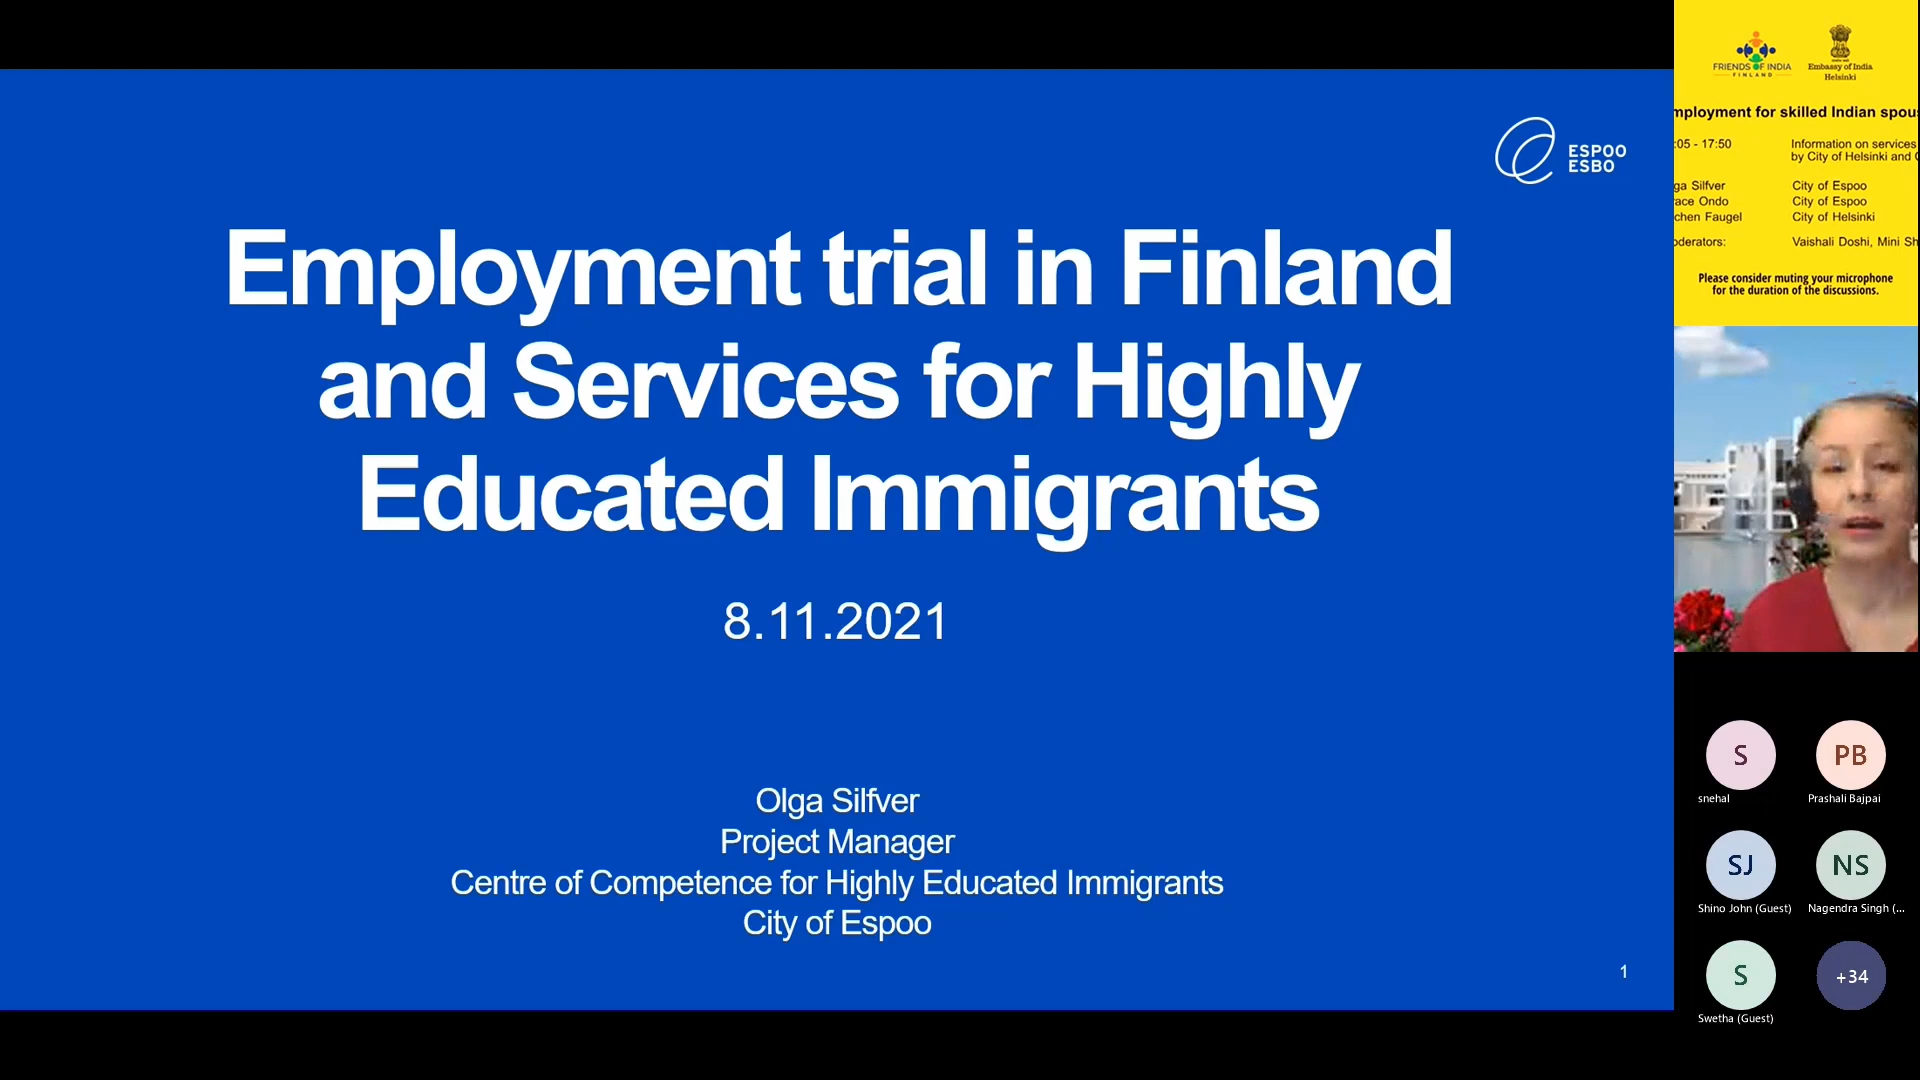 ESPOO
ESBO
Employment trial in Finland
and Services for Highly
Educated Immigrants
8.11.2021
Olga Silfver
Project Manager
Centre of Competence for Highly Educated Immigrants
City of Espoo
1
FRIENDS OF INDIA
FINLAND
Embassy of India
Helsinki
mployment for skilled Indian spou
:05 - 17:50 Information on services
by City of Helsinki and
ga Silfver City of Espoo
ace Ondo City of Espoo
chen Faugel City of Helsinki
oderators: Vaishali Doshi, Mini Sh
Please consider muting your microphone
for the duration of the discussions.
S
snehal
PB
Prashali Bajpai
SJ
Shino John (Guest)
NS
Nagendra Singh (...
S
Swetha (Guest)
+34